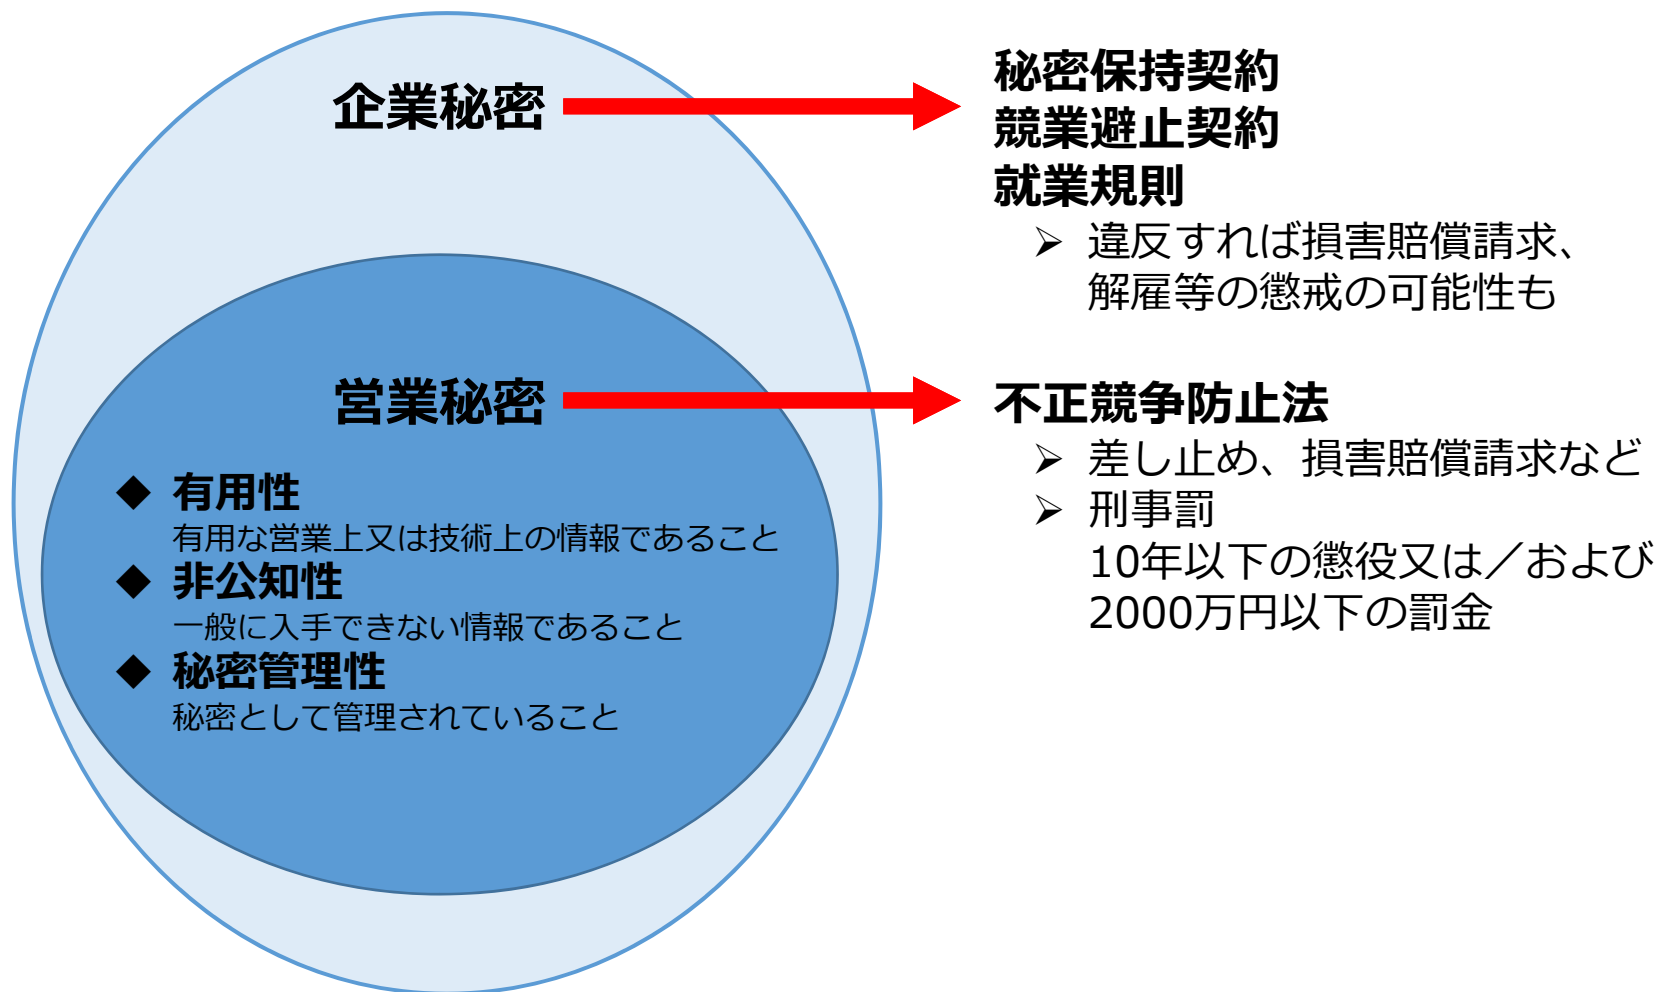 企業秘密
秘密保持契約
競業避止契約
就業規則
➢ 違反すれば損害賠償請求、
解雇等の懲戒の可能性も
営業秘密
◆ 有用性
有用な営業上又は技術上の情報であること
◆ 非公知性
一般に入手できない情報であること
◆ 秘密管理性
秘密として管理されていること
不正競争防止法
➢ 差し止め、損害賠償請求など
➢ 刑事罰
10年以下の懲役又は／および
2000万円以下の罰金